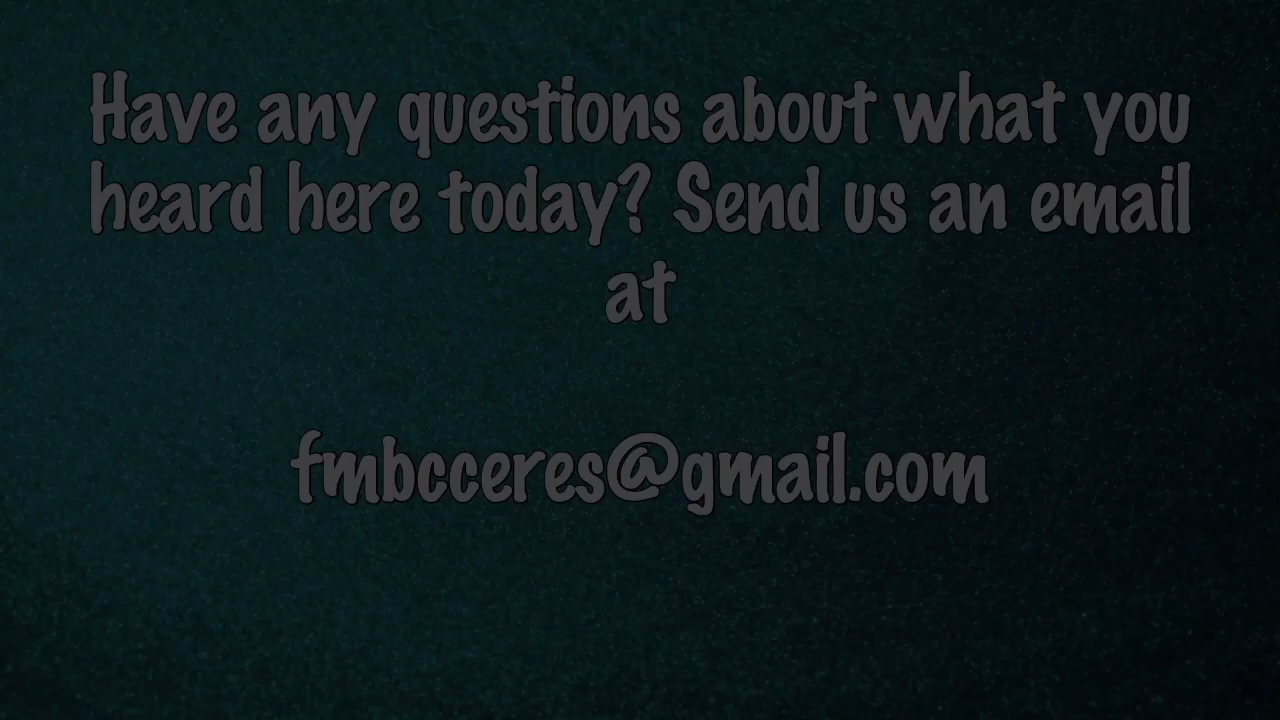 Have any questions about what you
heard here today? Send us an email
at
fmbcceres@gmail.com